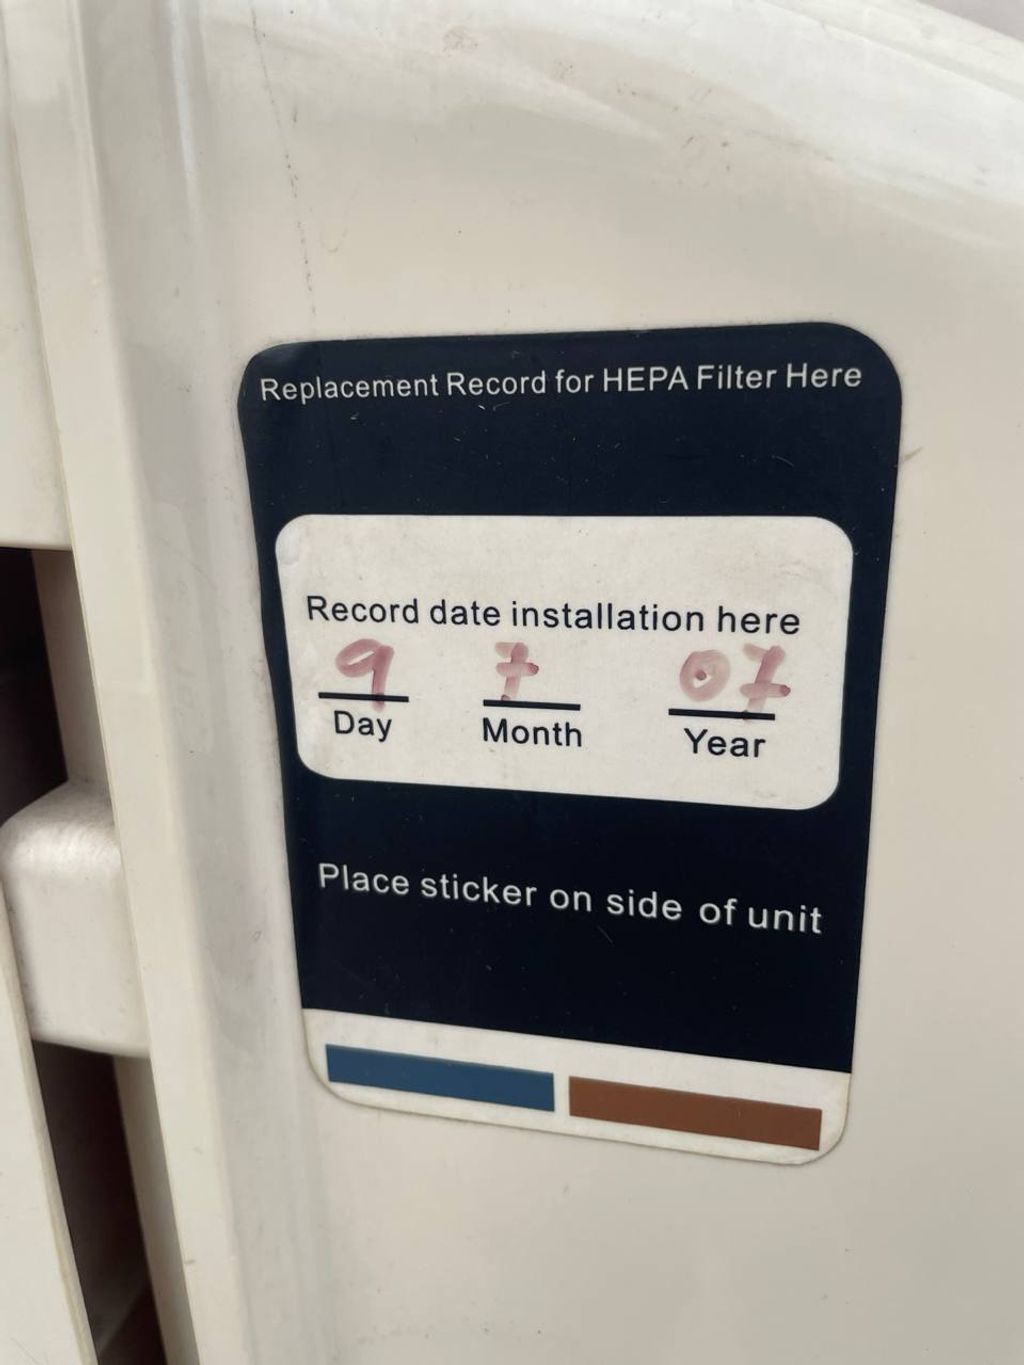 Replacement Record for HEPA Filter Here
Record date installation here
9 7 07
Day Month Year
Place sticker on side of unit